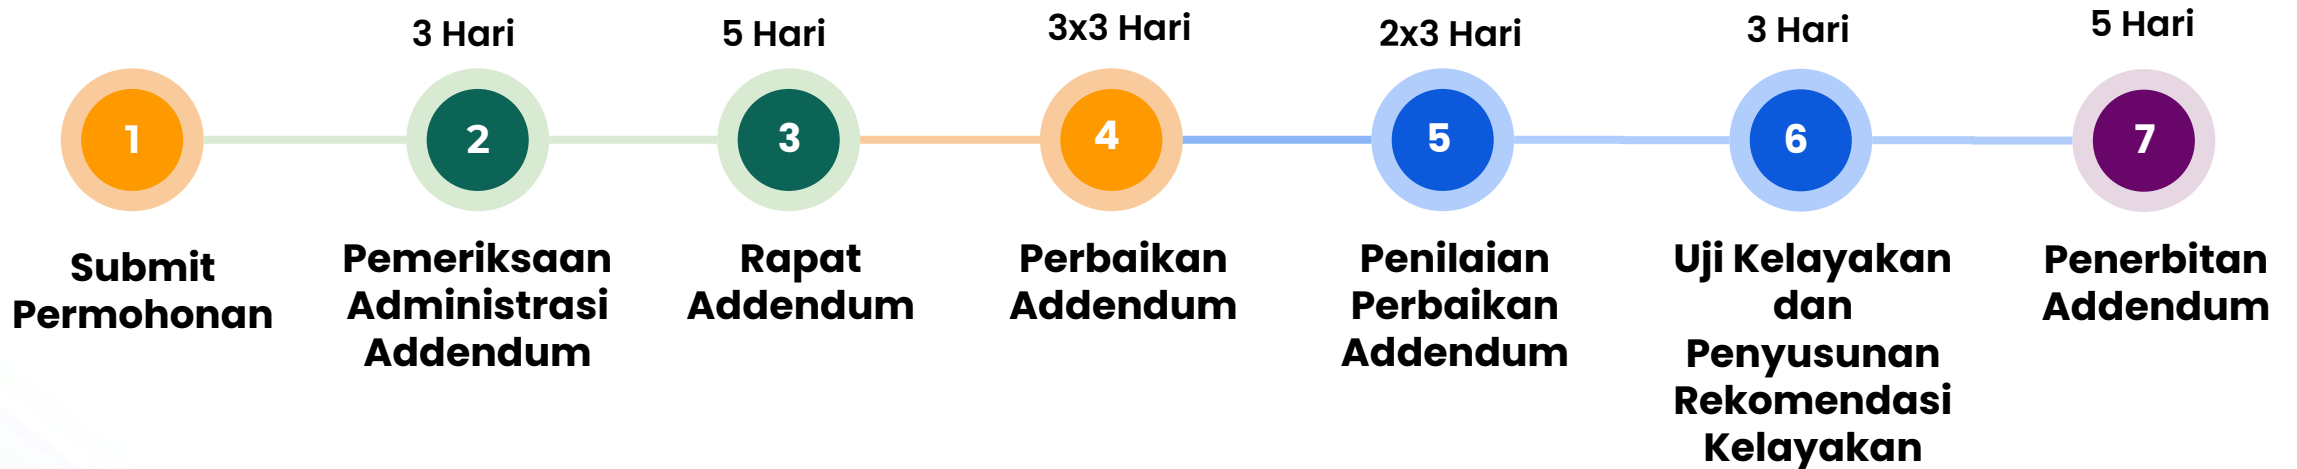 3 Hari
5 Hari
3x3 Hari
2x3 Hari
3 Hari
5 Hari
1
2
3
4
5
6
7
Submit
Permohonan
Pemeriksaan
Administrasi
Addendum
Rapat
Addendum
Perbaikan
Addendum
Penilaian
Perbaikan
Addendum
Uji Kelayakan
dan
Penyusunan
Rekomendasi
Kelayakan
Penerbitan
Addendum